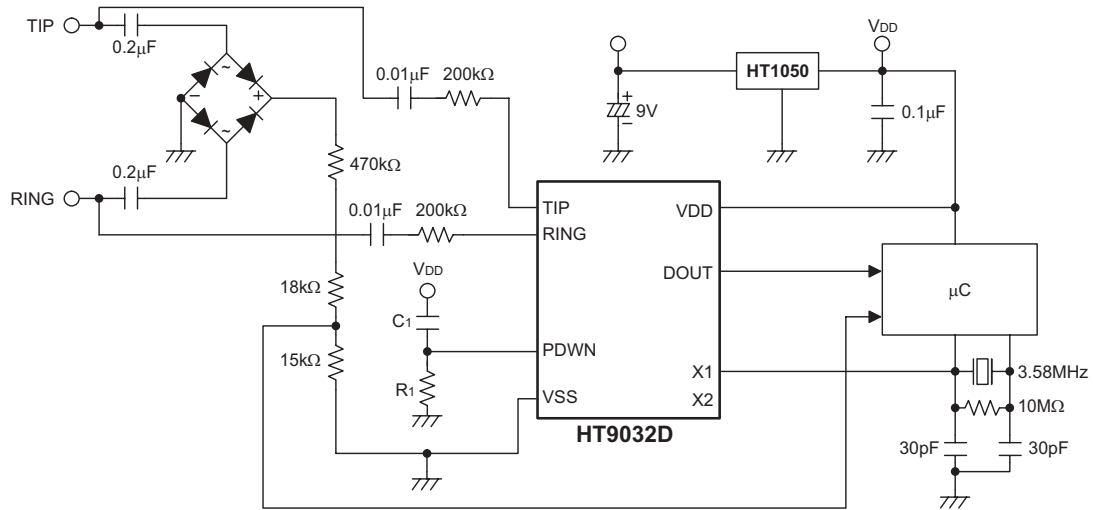 TIP
0.2μF
~
−
+
~
0.2μF
RING
0.01μF
200kΩ
470kΩ
0.01μF
200kΩ
18kΩ
15kΩ
VDD
C1
R1
TIP
RING
PDWN
VSS
VDD
DOUT
X1
X2
HT9032D
+
−
9V
HT1050
VDD
0.1μF
μC
3.58MHz
10MΩ
30pF
30pF